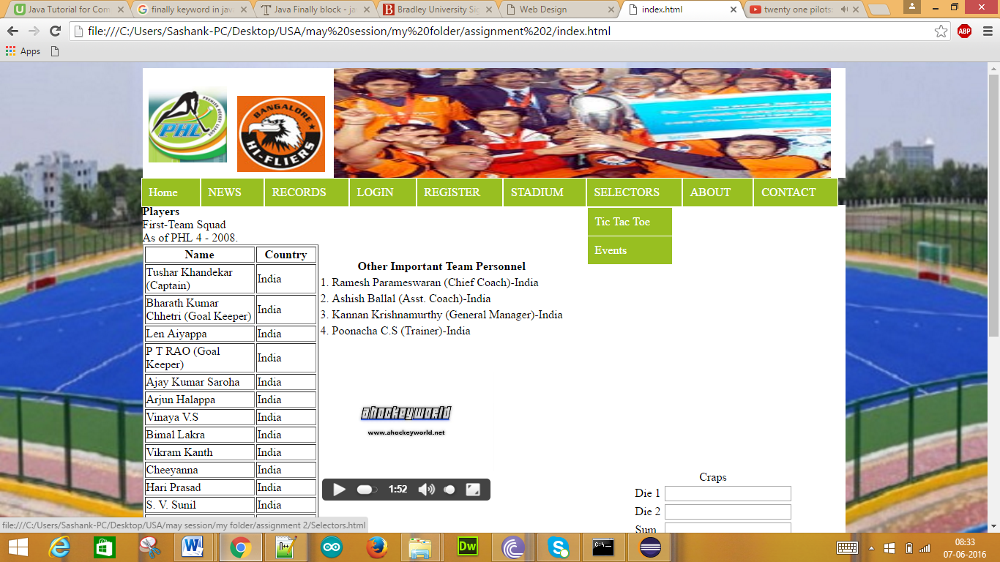 Java Tutorial for Com
finally keyword in java
Java Finally block - ja
Bradley University Sig
Web Design
index.html
twenty one pilots:
file:///C:/Users/Sashank-PC/Desktop/USA/may%20session/my%20folder/assignment%202/index.html
ABP
Apps
PREMIER HOCKEY LEAGUE
PHL
BANGALORE
HI-FLIERS
Home NEWS RECORDS LOGIN REGISTER STADIUM SELECTORS ABOUT CONTACT
Tic Tac Toe
Events
Players
First-Team Squad
As of PHL 4 - 2008.
Name Country
Tushar Khandekar
(Captain) India
Bharath Kumar
Chhetri (Goal Keeper) India
Len Aiyappa India
P T RAO (Goal
Keeper) India
Ajay Kumar Saroha India
Arjun Halappa India
Vinaya V.S India
Bimal Lakra India
Vikram Kanth India
Cheeyanna India
Hari Prasad India
S. V. Sunil India
Other Important Team Personnel
1. Ramesh Parameswaran (Chief Coach)-India
2. Ashish Ballal (Asst. Coach)-India
3. Kannan Krishnamurthy (General Manager)-India
4. Poonacha C.S (Trainer)-India
ahockeyworld
www.ahockeyworld.net
1:52
Craps
Die 1
Die 2
Sum
file:///C:/Users/Sashank-PC/Desktop/USA/may session/my folder/assignment 2/Selectors.html
Dw
08:33
07-06-2016